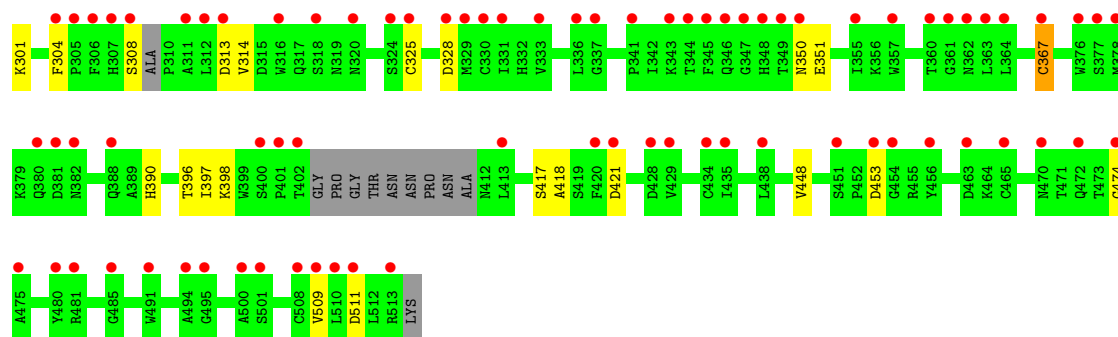 K301 F304 P305 F306 H307 S308 ALA P310 A311 L312 D313 V314 D315 W316 Q317 S318 N319 N320 S324 C325 D328 M329 C330 I331 H332 V333 L336 G337 P341 I342 K343 T344 F345 Q346 G347 H348 T349 N350 E351 I355 K356 W357 T360 G361 N362 L363 L364 C367 W376 S377 M378
K379 Q380 D381 N382 Q388 A389 H390 T396 I397 K398 W399 S400 P401 T402 GLY PRO GLY THR ASN ASN PRO ASN ALA N412 L413 S417 A418 S419 F420 D421 D428 V429 C434 I435 L438 V448 S451 P452 D453 G454 R455 Y456 D463 K464 C465 N470 T471 Q472 T473 C474
A475 Y480 R481 G485 W491 A494 G495 A500 S501 C508 V509 L510 D511 L512 R513 LYS